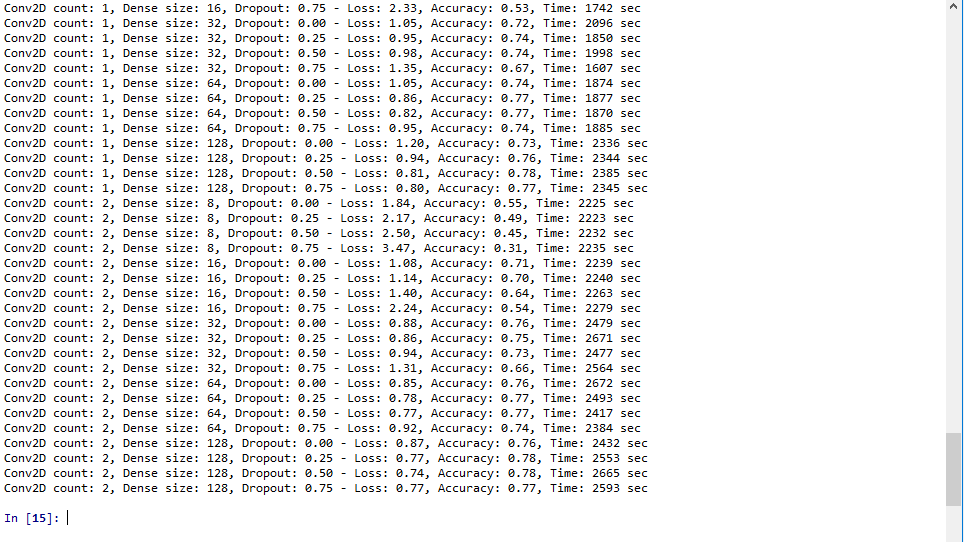 Conv2D count: 1, Dense size: 16, Dropout: 0.75 - Loss: 2.33, Accuracy: 0.53, Time: 1742 sec
Conv2D count: 1, Dense size: 32, Dropout: 0.00 - Loss: 1.05, Accuracy: 0.72, Time: 2096 sec
Conv2D count: 1, Dense size: 32, Dropout: 0.25 - Loss: 0.95, Accuracy: 0.74, Time: 1850 sec
Conv2D count: 1, Dense size: 32, Dropout: 0.50 - Loss: 0.98, Accuracy: 0.74, Time: 1998 sec
Conv2D count: 1, Dense size: 32, Dropout: 0.75 - Loss: 1.35, Accuracy: 0.67, Time: 1607 sec
Conv2D count: 1, Dense size: 64, Dropout: 0.00 - Loss: 1.05, Accuracy: 0.74, Time: 1874 sec
Conv2D count: 1, Dense size: 64, Dropout: 0.25 - Loss: 0.86, Accuracy: 0.77, Time: 1877 sec
Conv2D count: 1, Dense size: 64, Dropout: 0.50 - Loss: 0.82, Accuracy: 0.77, Time: 1870 sec
Conv2D count: 1, Dense size: 64, Dropout: 0.75 - Loss: 0.95, Accuracy: 0.74, Time: 1885 sec
Conv2D count: 1, Dense size: 128, Dropout: 0.00 - Loss: 1.20, Accuracy: 0.73, Time: 2336 sec
Conv2D count: 1, Dense size: 128, Dropout: 0.25 - Loss: 0.94, Accuracy: 0.76, Time: 2344 sec
Conv2D count: 1, Dense size: 128, Dropout: 0.50 - Loss: 0.81, Accuracy: 0.78, Time: 2385 sec
Conv2D count: 1, Dense size: 128, Dropout: 0.75 - Loss: 0.80, Accuracy: 0.77, Time: 2345 sec
Conv2D count: 2, Dense size: 8, Dropout: 0.00 - Loss: 1.84, Accuracy: 0.55, Time: 2225 sec
Conv2D count: 2, Dense size: 8, Dropout: 0.25 - Loss: 2.17, Accuracy: 0.49, Time: 2223 sec
Conv2D count: 2, Dense size: 8, Dropout: 0.50 - Loss: 2.50, Accuracy: 0.45, Time: 2232 sec
Conv2D count: 2, Dense size: 8, Dropout: 0.75 - Loss: 3.47, Accuracy: 0.31, Time: 2235 sec
Conv2D count: 2, Dense size: 16, Dropout: 0.00 - Loss: 1.08, Accuracy: 0.71, Time: 2239 sec
Conv2D count: 2, Dense size: 16, Dropout: 0.25 - Loss: 1.14, Accuracy: 0.70, Time: 2240 sec
Conv2D count: 2, Dense size: 16, Dropout: 0.50 - Loss: 1.40, Accuracy: 0.64, Time: 2263 sec
Conv2D count: 2, Dense size: 16, Dropout: 0.75 - Loss: 2.24, Accuracy: 0.54, Time: 2279 sec
Conv2D count: 2, Dense size: 32, Dropout: 0.00 - Loss: 0.88, Accuracy: 0.76, Time: 2479 sec
Conv2D count: 2, Dense size: 32, Dropout: 0.25 - Loss: 0.86, Accuracy: 0.75, Time: 2671 sec
Conv2D count: 2, Dense size: 32, Dropout: 0.50 - Loss: 0.94, Accuracy: 0.73, Time: 2477 sec
Conv2D count: 2, Dense size: 32, Dropout: 0.75 - Loss: 1.31, Accuracy: 0.66, Time: 2564 sec
Conv2D count: 2, Dense size: 64, Dropout: 0.00 - Loss: 0.85, Accuracy: 0.76, Time: 2672 sec
Conv2D count: 2, Dense size: 64, Dropout: 0.25 - Loss: 0.78, Accuracy: 0.77, Time: 2493 sec
Conv2D count: 2, Dense size: 64, Dropout: 0.50 - Loss: 0.77, Accuracy: 0.77, Time: 2417 sec
Conv2D count: 2, Dense size: 64, Dropout: 0.75 - Loss: 0.92, Accuracy: 0.74, Time: 2384 sec
Conv2D count: 2, Dense size: 128, Dropout: 0.00 - Loss: 0.87, Accuracy: 0.76, Time: 2432 sec
Conv2D count: 2, Dense size: 128, Dropout: 0.25 - Loss: 0.77, Accuracy: 0.78, Time: 2553 sec
Conv2D count: 2, Dense size: 128, Dropout: 0.50 - Loss: 0.74, Accuracy: 0.78, Time: 2665 sec
Conv2D count: 2, Dense size: 128, Dropout: 0.75 - Loss: 0.77, Accuracy: 0.77, Time: 2593 sec
In [15]: